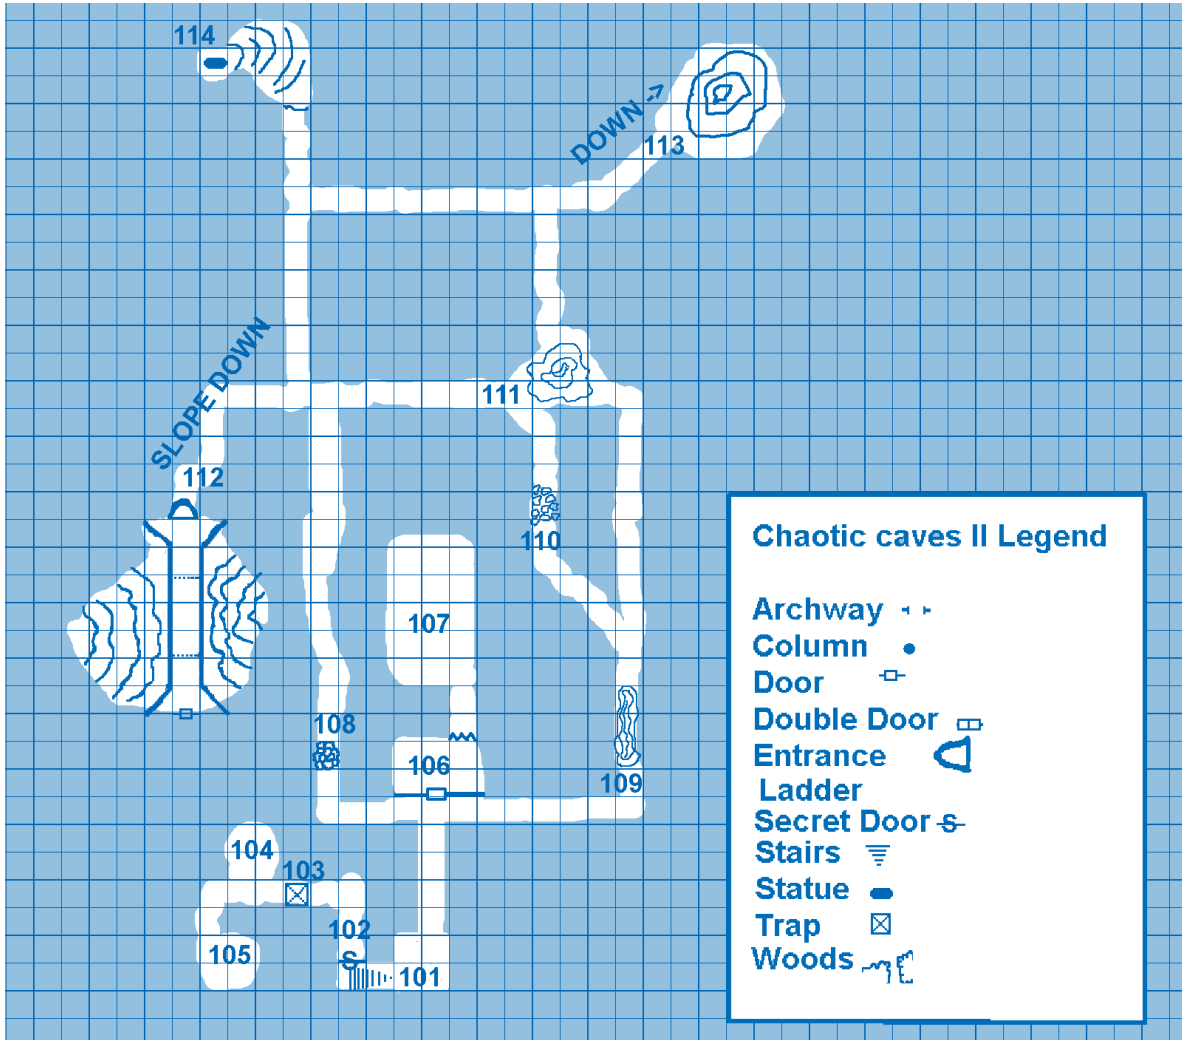 114
DOWN ->
113
SLOPE DOWN
111
112
110
107
108
106
109
104
103
102
105
S
101
Chaotic caves II Legend
Archway
Column
Door
Double Door
Entrance
Ladder
Secret Door S
Stairs
Statue
Trap
Woods